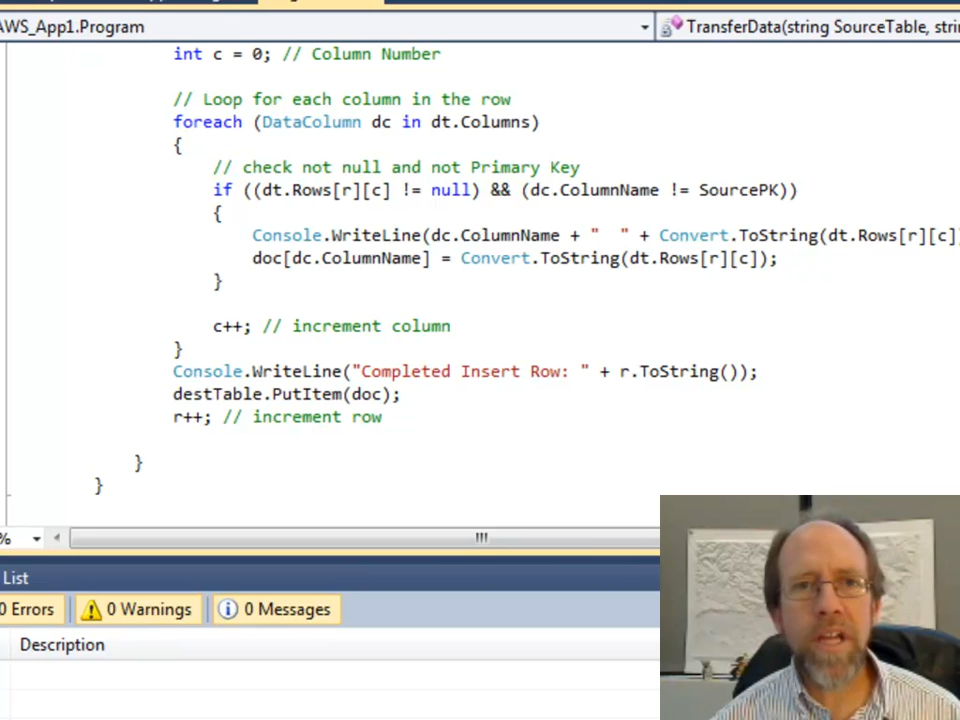 AWS_App1.Program
TransferData(string SourceTable,
int c = 0; // Column Number
// Loop for each column in the row
foreach (DataColumn dc in dt.Columns)
{
// check not null and not Primary Key
if ((dt.Rows[r][c] != null) && (dc.ColumnName != SourcePK))
{
Console.WriteLine(dc.ColumnName + "  " + Convert.ToString(dt.Rows[r][c])
doc[dc.ColumnName] = Convert.ToString(dt.Rows[r][c]);
}
c++; // increment column
}
Console.WriteLine("Completed Insert Row: " + r.ToString());
destTable.PutItem(doc);
r++; // increment row
}
}
%
List
0 Errors
0 Warnings
0 Messages
Description